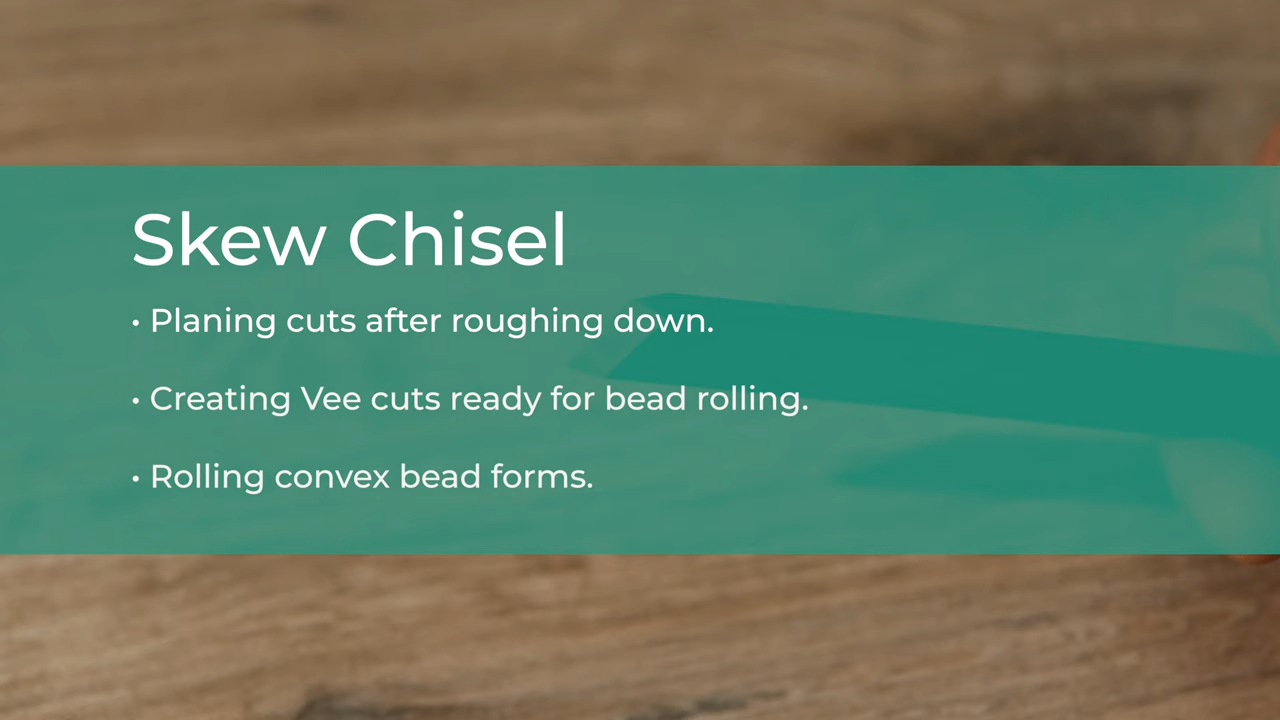 Skew Chisel
• Planing cuts after roughing down.
• Creating Vee cuts ready for bead rolling.
• Rolling convex bead forms.